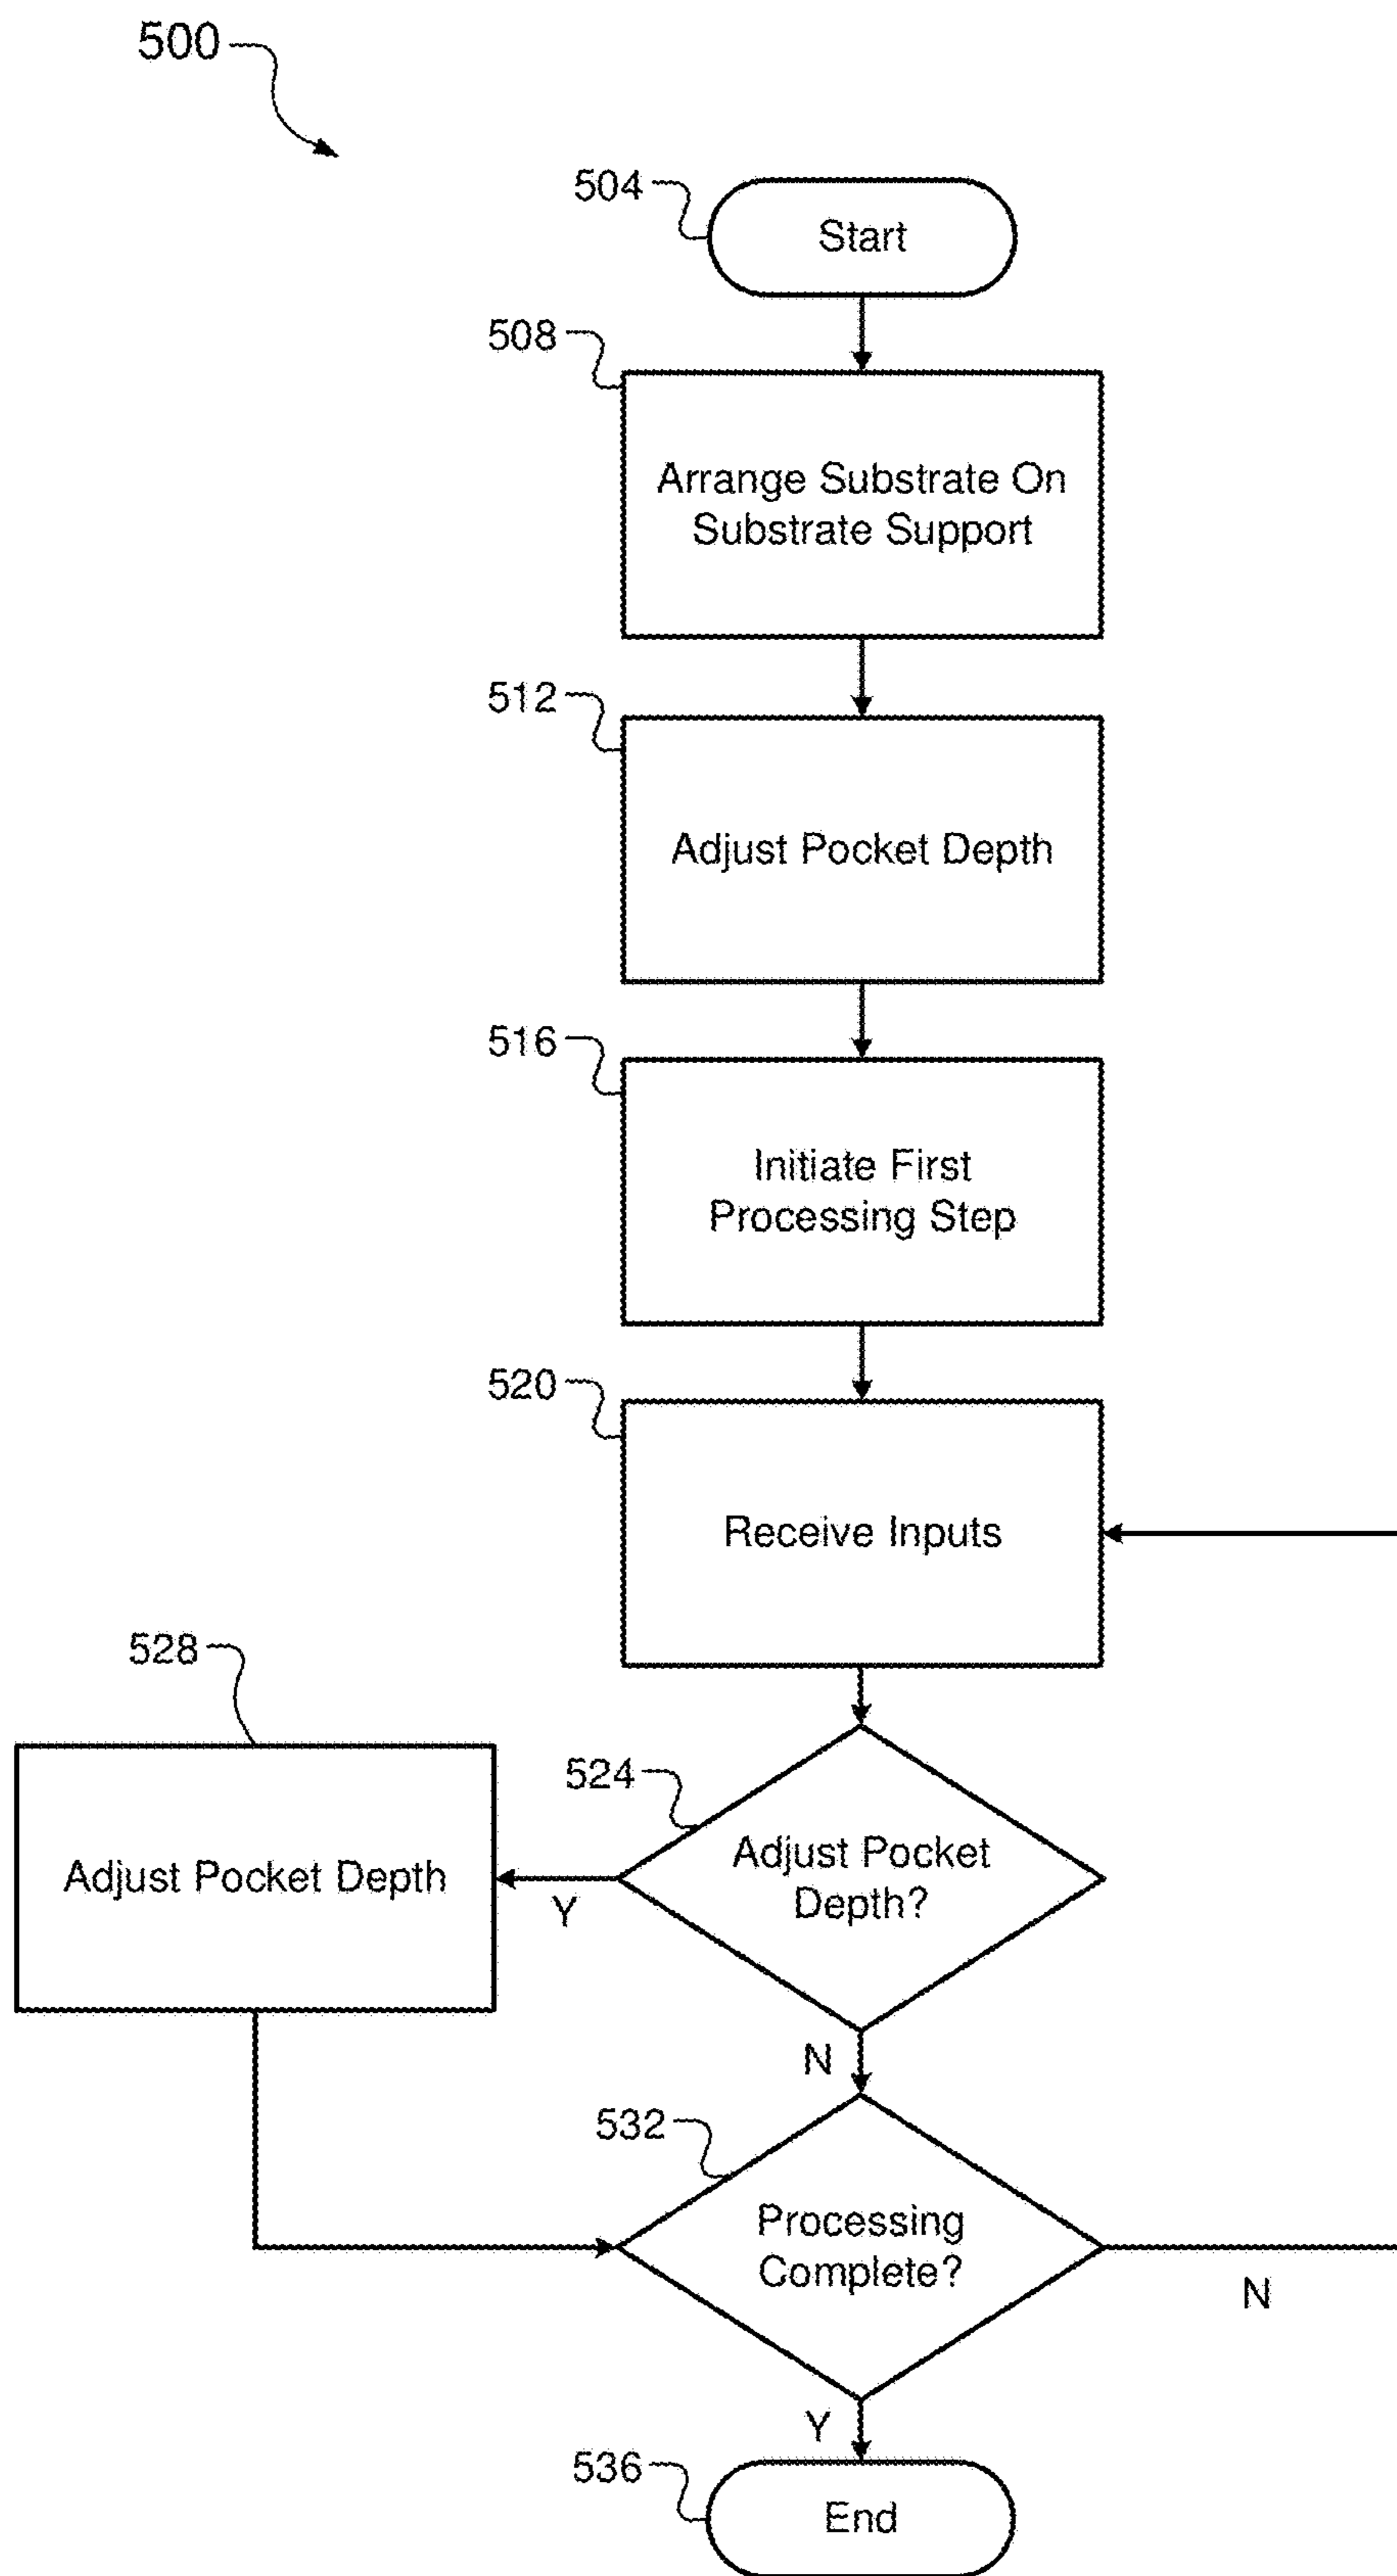 500
504
Start
508
Arrange Substrate On
Substrate Support
512
Adjust Pocket Depth
516
Initiate First
Processing Step
520
Receive Inputs
528
Adjust Pocket Depth
524
Adjust Pocket
Depth?
Y
N
532
Processing
Complete?
N
Y
536
End